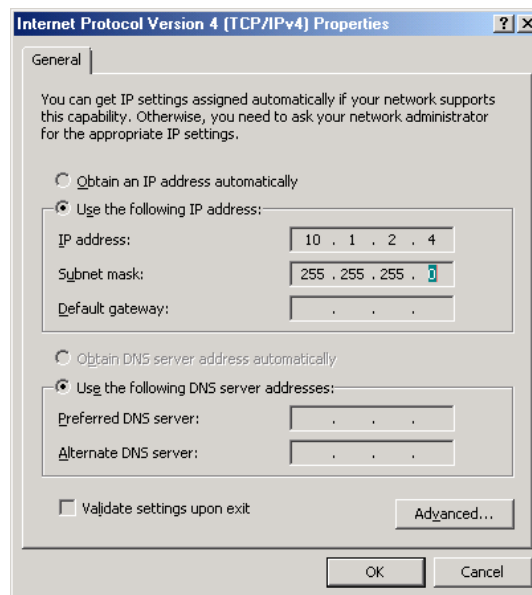 Internet Protocol Version 4 (TCP/IPv4) Properties ? X
General
You can get IP settings assigned automatically if your network supports
this capability. Otherwise, you need to ask your network administrator
for the appropriate IP settings.
Obtain an IP address automatically
Use the following IP address:
IP address: 10 . 1 . 2 . 4
Subnet mask: 255 . 255 . 255 . 0
Default gateway: . . .
Obtain DNS server address automatically
Use the following DNS server addresses:
Preferred DNS server: . . .
Alternate DNS server: . . .
Validate settings upon exit
Advanced...
OK Cancel